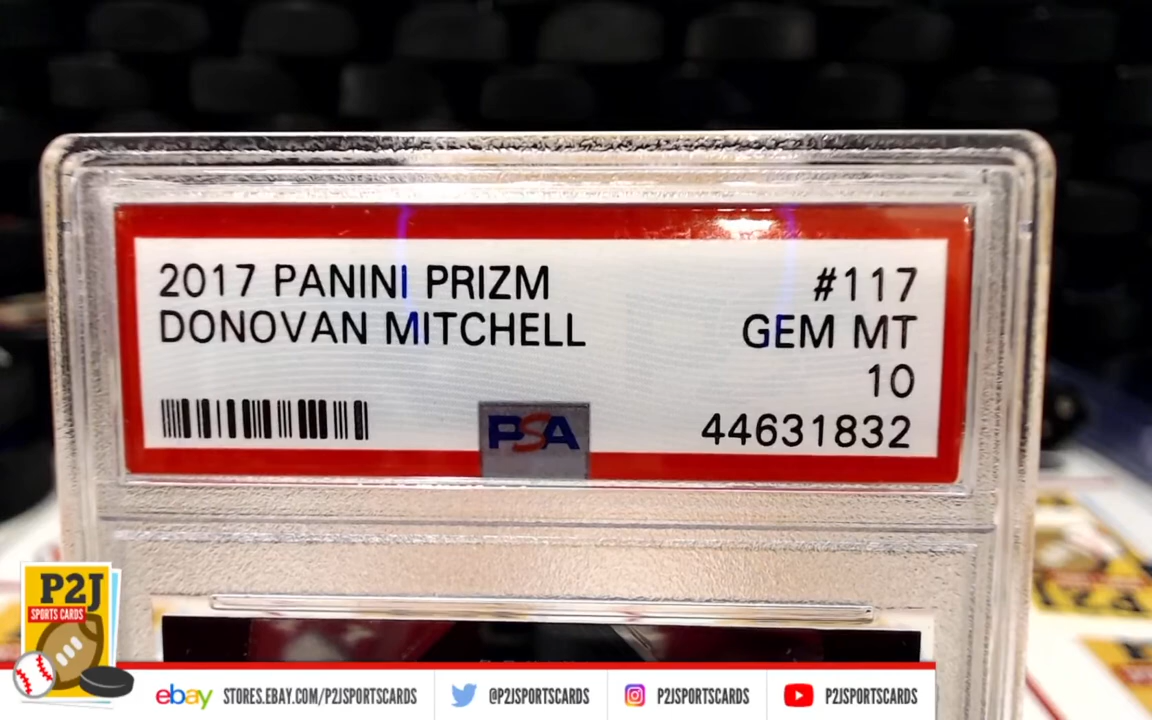 2017 PANINI PRIZM #117
DONOVAN MITCHELL GEM MT
10
PSA 44631832
P2J
SPORTS CARDS
ebay STORES.EBAY.COM/P2JSPORTSCARDS @P2JSPORTSCARDS P2JSPORTSCARDS P2JSPORTSCARDS